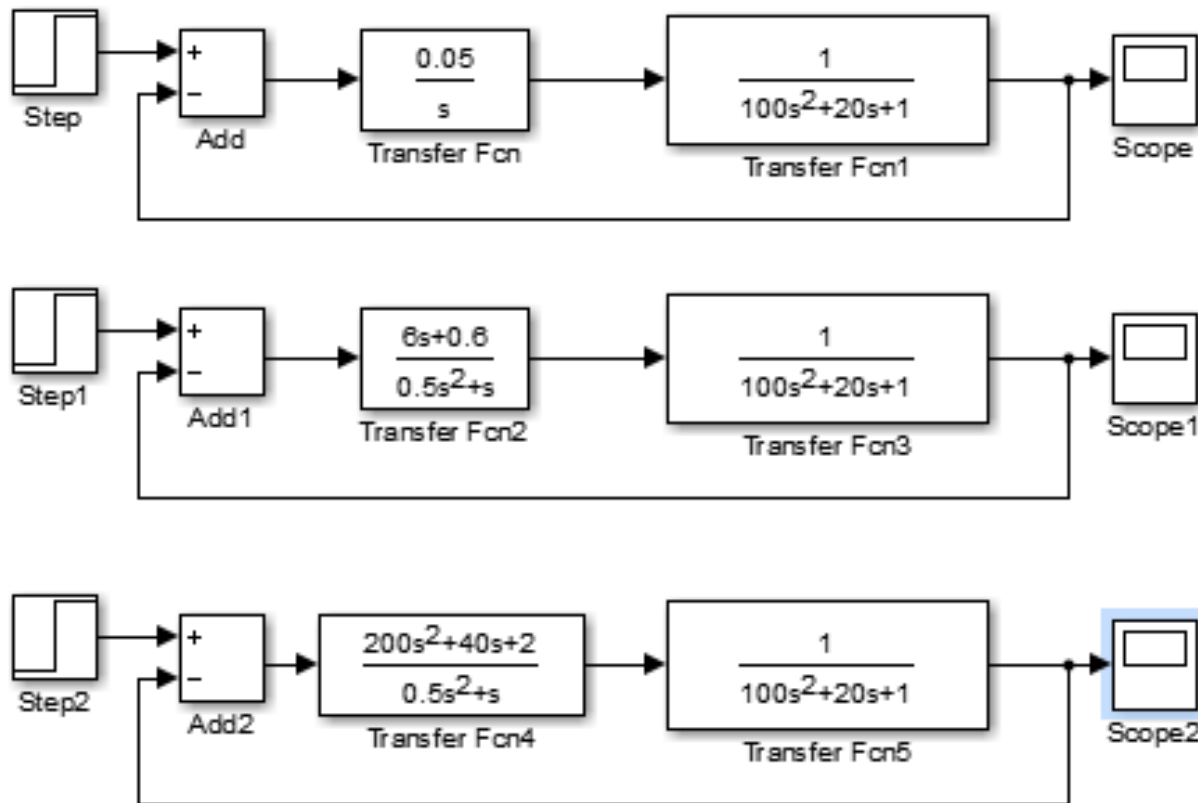 +
−
0.05
s
1
100s²+20s+1
Step
Add
Transfer Fcn
Transfer Fcn1
Scope
+
−
6s+0.6
0.5s²+s
1
100s²+20s+1
Step1
Add1
Transfer Fcn2
Transfer Fcn3
Scope1
+
−
200s²+40s+2
0.5s²+s
1
100s²+20s+1
Step2
Add2
Transfer Fcn4
Transfer Fcn5
Scope2